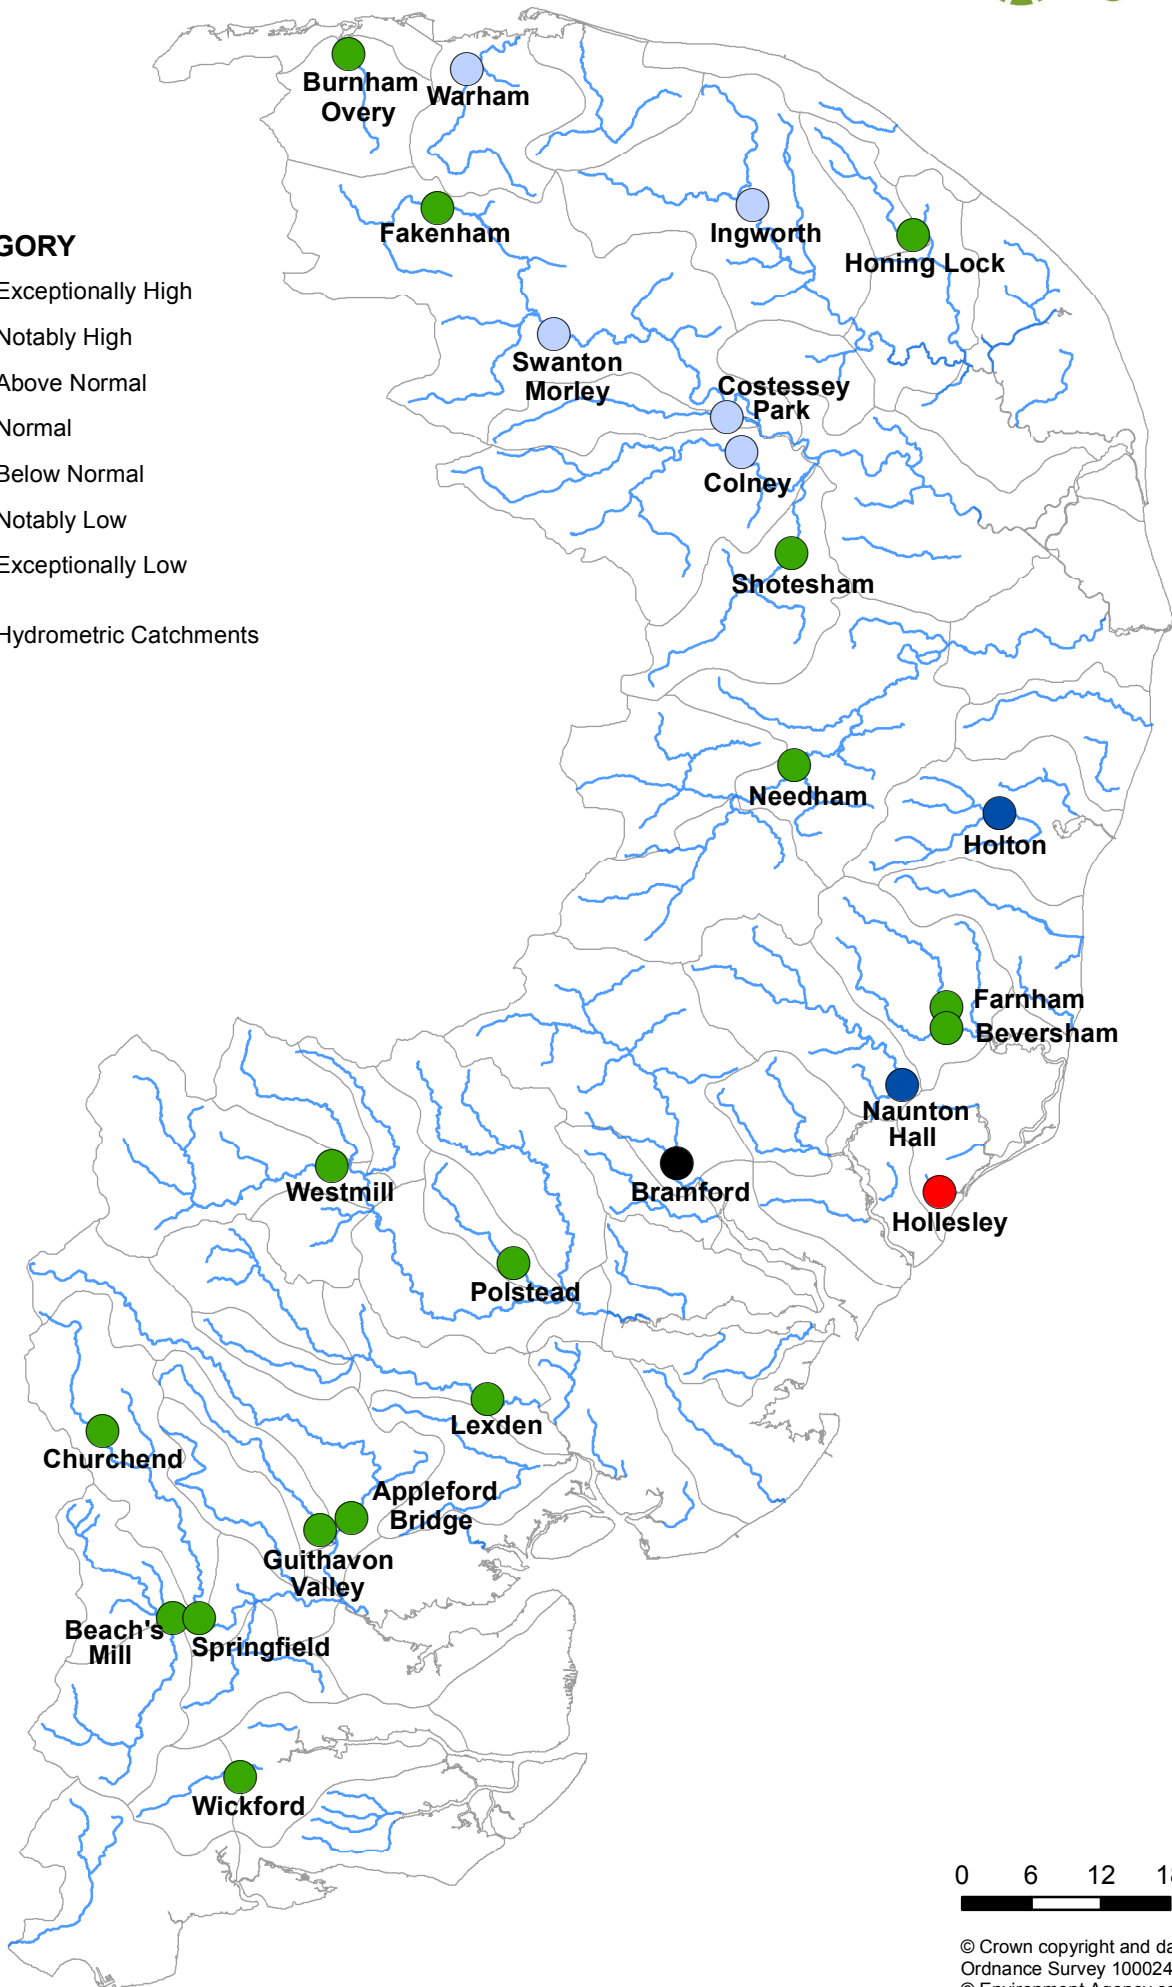 GORY
Exceptionally High
Notably High
Above Normal
Normal
Below Normal
Notably Low
Exceptionally Low
Hydrometric Catchments
Burnham
Overy
Warham
Fakenham
Ingworth
Honing Lock
Swanton
Morley
Costessey
Park
Colney
Shotesham
Needham
Holton
Farnham
Beversham
Naunton
Hall
Bramford
Hollesley
Westmill
Polstead
Lexden
Churchend
Appleford
Bridge
Guithavon
Valley
Beach's
Mill
Springfield
Wickford
0 6 12
© Crown copyright and da
Ordnance Survey 100024